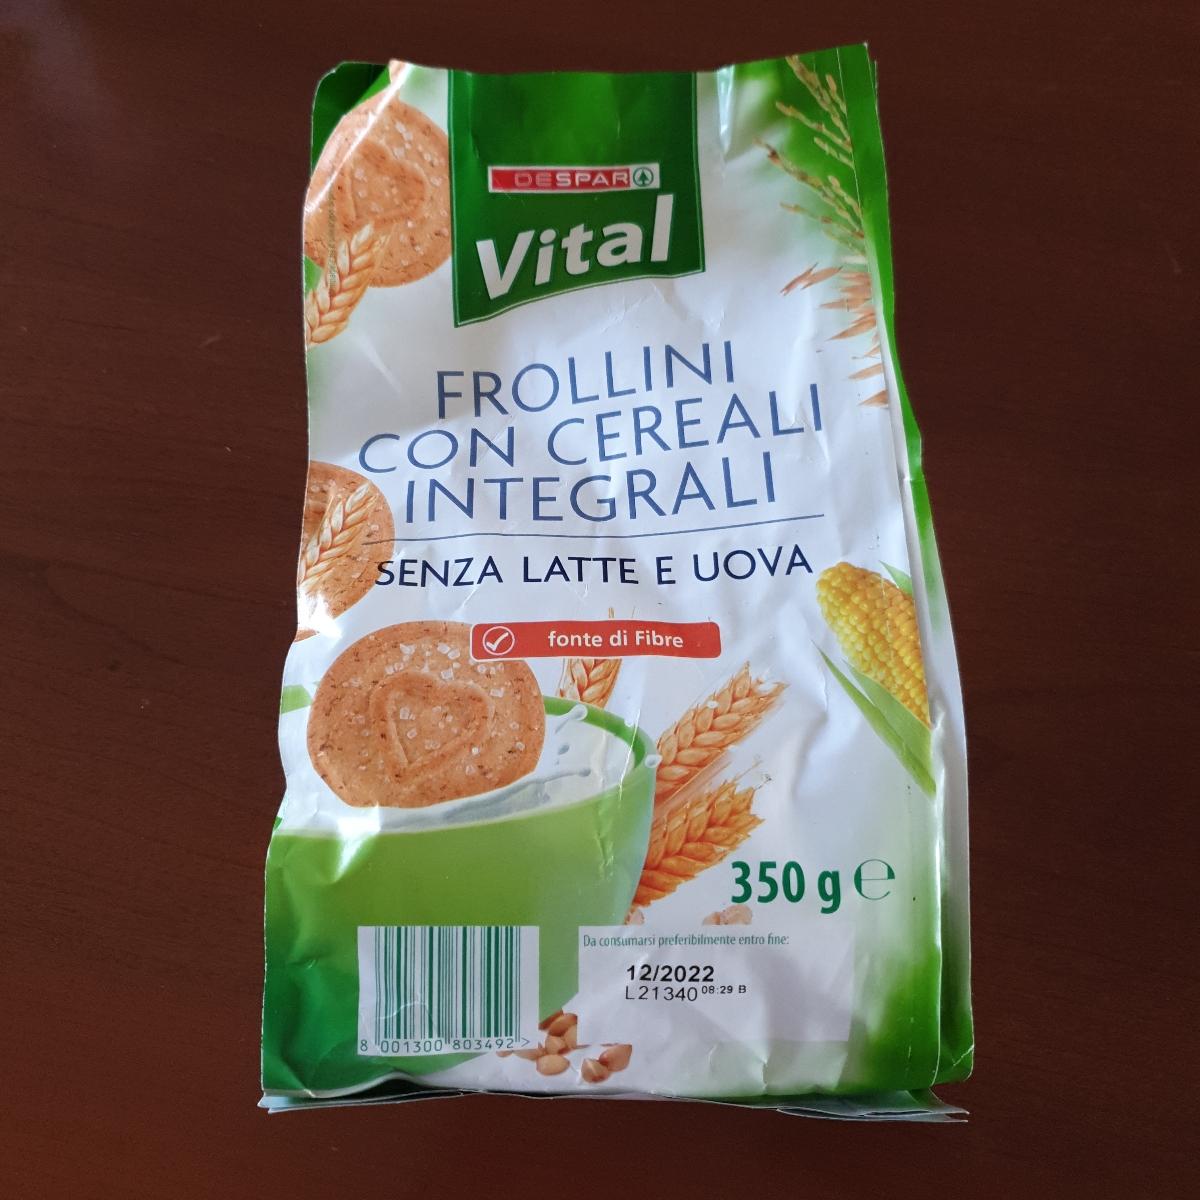 DESPAR
Vital
FROLLINI
CON CEREALI
INTEGRALI
SENZA LATTE E UOVA
fonte di Fibre
350 g ℮
Da consumarsi preferibilmente entro fine:
12/2022
L21340 08:29 B
8 001300 803492 >